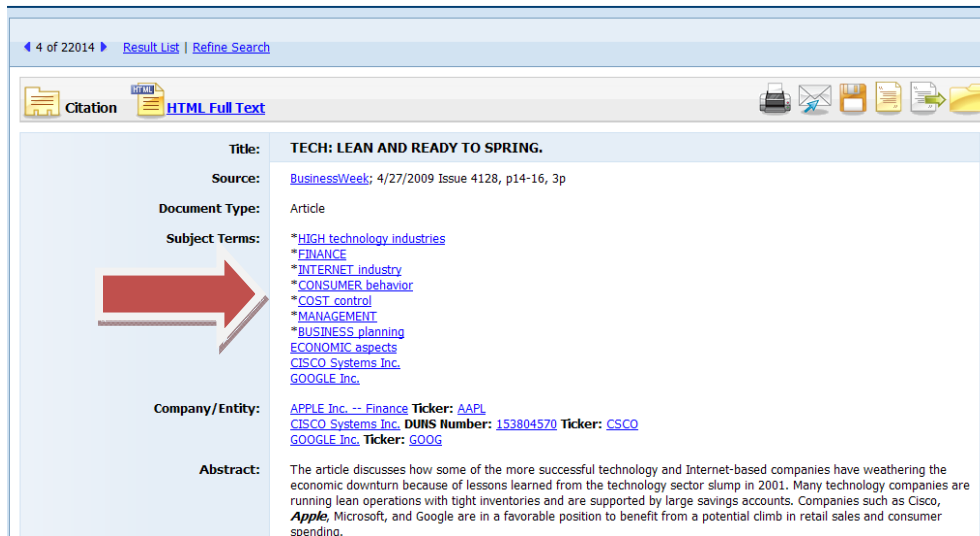 4 of 22014 Result List | Refine Search
Citation HTML HTML Full Text
Title: TECH: LEAN AND READY TO SPRING.
Source: BusinessWeek; 4/27/2009 Issue 4128, p14-16, 3p
Document Type: Article
Subject Terms: *HIGH technology industries
*FINANCE
*INTERNET industry
*CONSUMER behavior
*COST control
*MANAGEMENT
*BUSINESS planning
ECONOMIC aspects
CISCO Systems Inc.
GOOGLE Inc.
Company/Entity: APPLE Inc. -- Finance Ticker: AAPL
CISCO Systems Inc. DUNS Number: 153804570 Ticker: CSCO
GOOGLE Inc. Ticker: GOOG
Abstract: The article discusses how some of the more successful technology and Internet-based companies have weathering the
economic downturn because of lessons learned from the technology sector slump in 2001. Many technology companies are
running lean operations with tight inventories and are supported by large savings accounts. Companies such as Cisco,
Apple, Microsoft, and Google are in a favorable position to benefit from a potential climb in retail sales and consumer
spending.